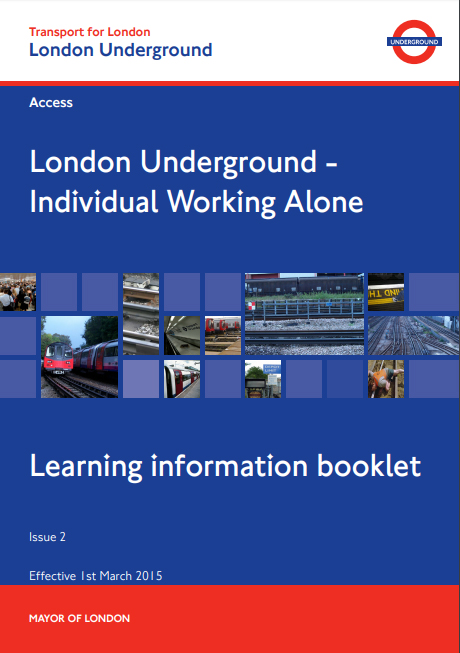 Transport for London
London Underground
UNDERGROUND
Access
London Underground -
Individual Working Alone
Learning information booklet
Issue 2
Effective 1st March 2015
MAYOR OF LONDON